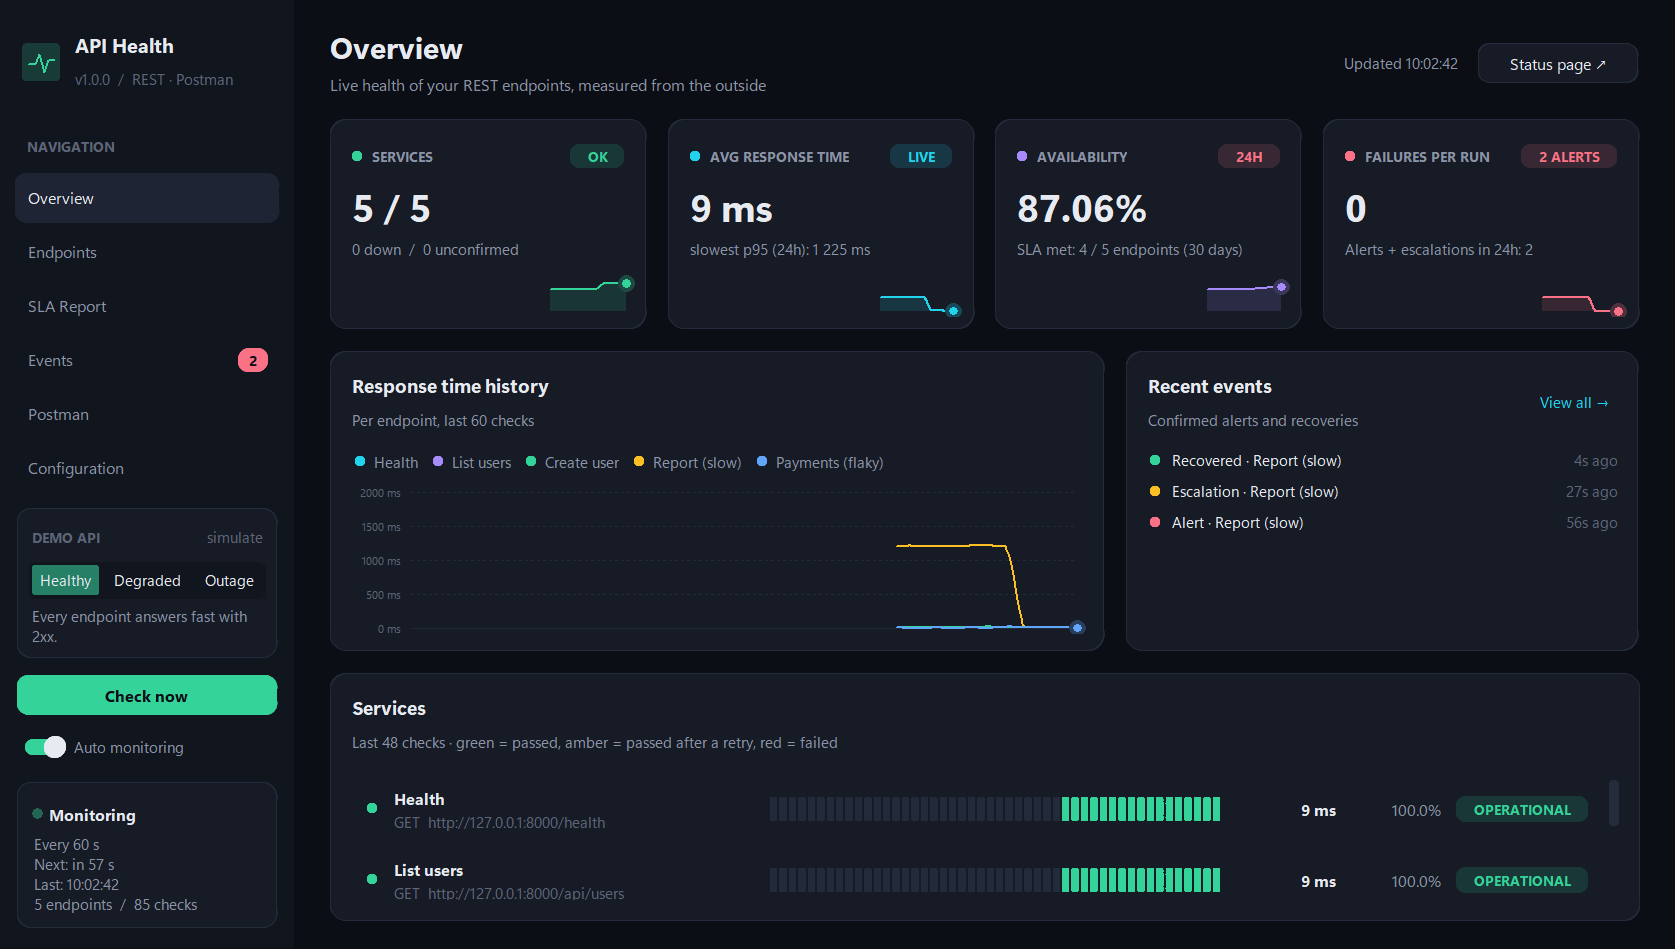 API Health
v1.0.0 / REST · Postman
NAVIGATION
Overview
Endpoints
SLA Report
Events
2
Postman
Configuration
DEMO API
simulate
Healthy
Degraded
Outage
Every endpoint answers fast with
2xx.
Check now
Auto monitoring
Monitoring
Every 60 s
Next: in 57 s
Last: 10:02:42
5 endpoints / 85 checks
Overview
Live health of your REST endpoints, measured from the outside
Updated 10:02:42
Status page ↗
SERVICES
OK
5 / 5
0 down / 0 unconfirmed
AVG RESPONSE TIME
LIVE
9 ms
slowest p95 (24h): 1 225 ms
AVAILABILITY
24H
87.06%
SLA met: 4 / 5 endpoints (30 days)
FAILURES PER RUN
2 ALERTS
0
Alerts + escalations in 24h: 2
Response time history
Per endpoint, last 60 checks
Health
List users
Create user
Report (slow)
Payments (flaky)
2000 ms
1500 ms
1000 ms
500 ms
0 ms
Recent events
Confirmed alerts and recoveries
View all →
Recovered · Report (slow)
4s ago
Escalation · Report (slow)
27s ago
Alert · Report (slow)
56s ago
Services
Last 48 checks · green = passed, amber = passed after a retry, red = failed
Health
GET http://127.0.0.1:8000/health
9 ms
100.0%
OPERATIONAL
List users
GET http://127.0.0.1:8000/api/users
9 ms
100.0%
OPERATIONAL